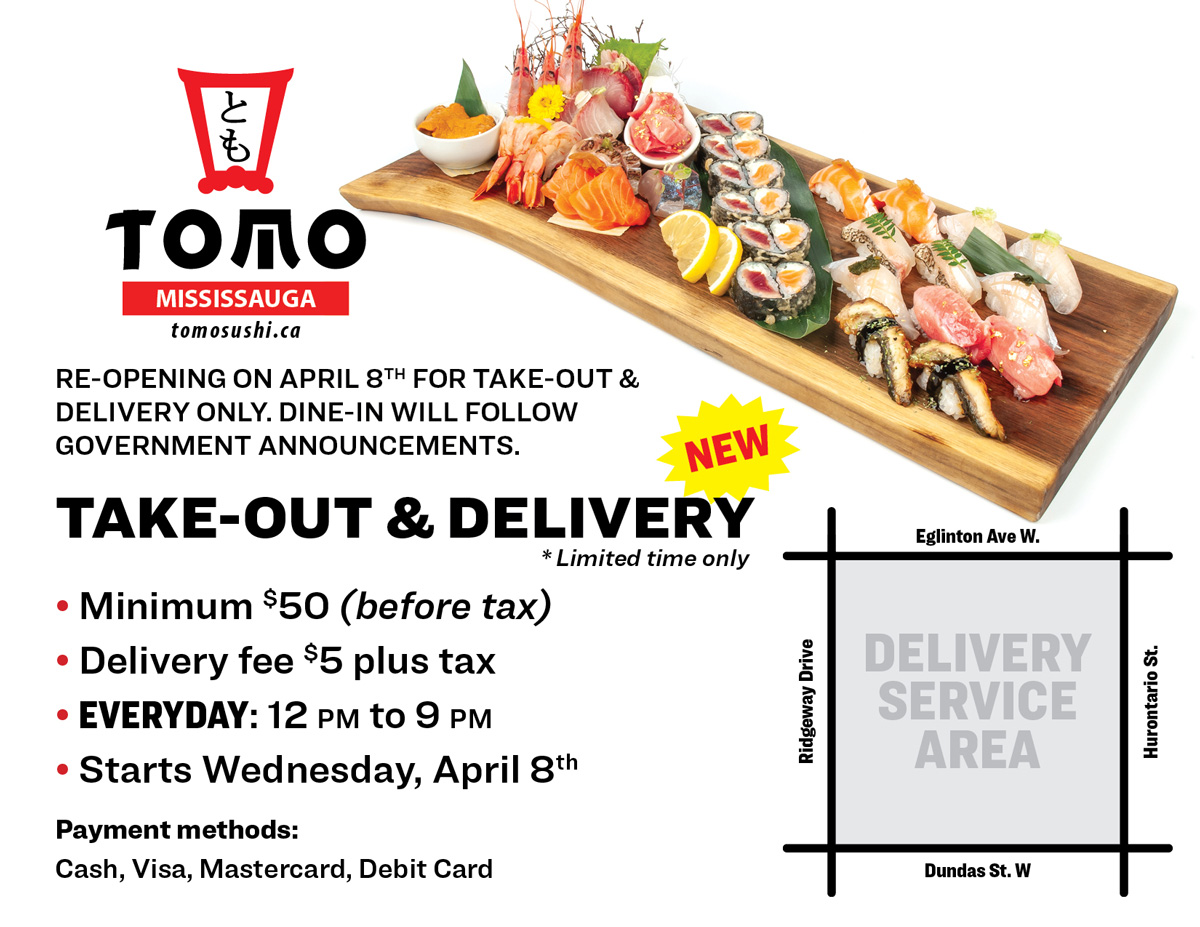 とも
TOMO
MISSISSAUGA
tomosushi.ca
RE-OPENING ON APRIL 8TH FOR TAKE-OUT &
DELIVERY ONLY. DINE-IN WILL FOLLOW
GOVERNMENT ANNOUNCEMENTS.
NEW
TAKE-OUT & DELIVERY
* Limited time only
• Minimum $50 (before tax)
• Delivery fee $5 plus tax
• EVERYDAY: 12 PM to 9 PM
• Starts Wednesday, April 8th
Payment methods:
Cash, Visa, Mastercard, Debit Card
Eglinton Ave W.
Ridgeway Drive
DELIVERY
SERVICE
AREA
Hurontario St.
Dundas St. W